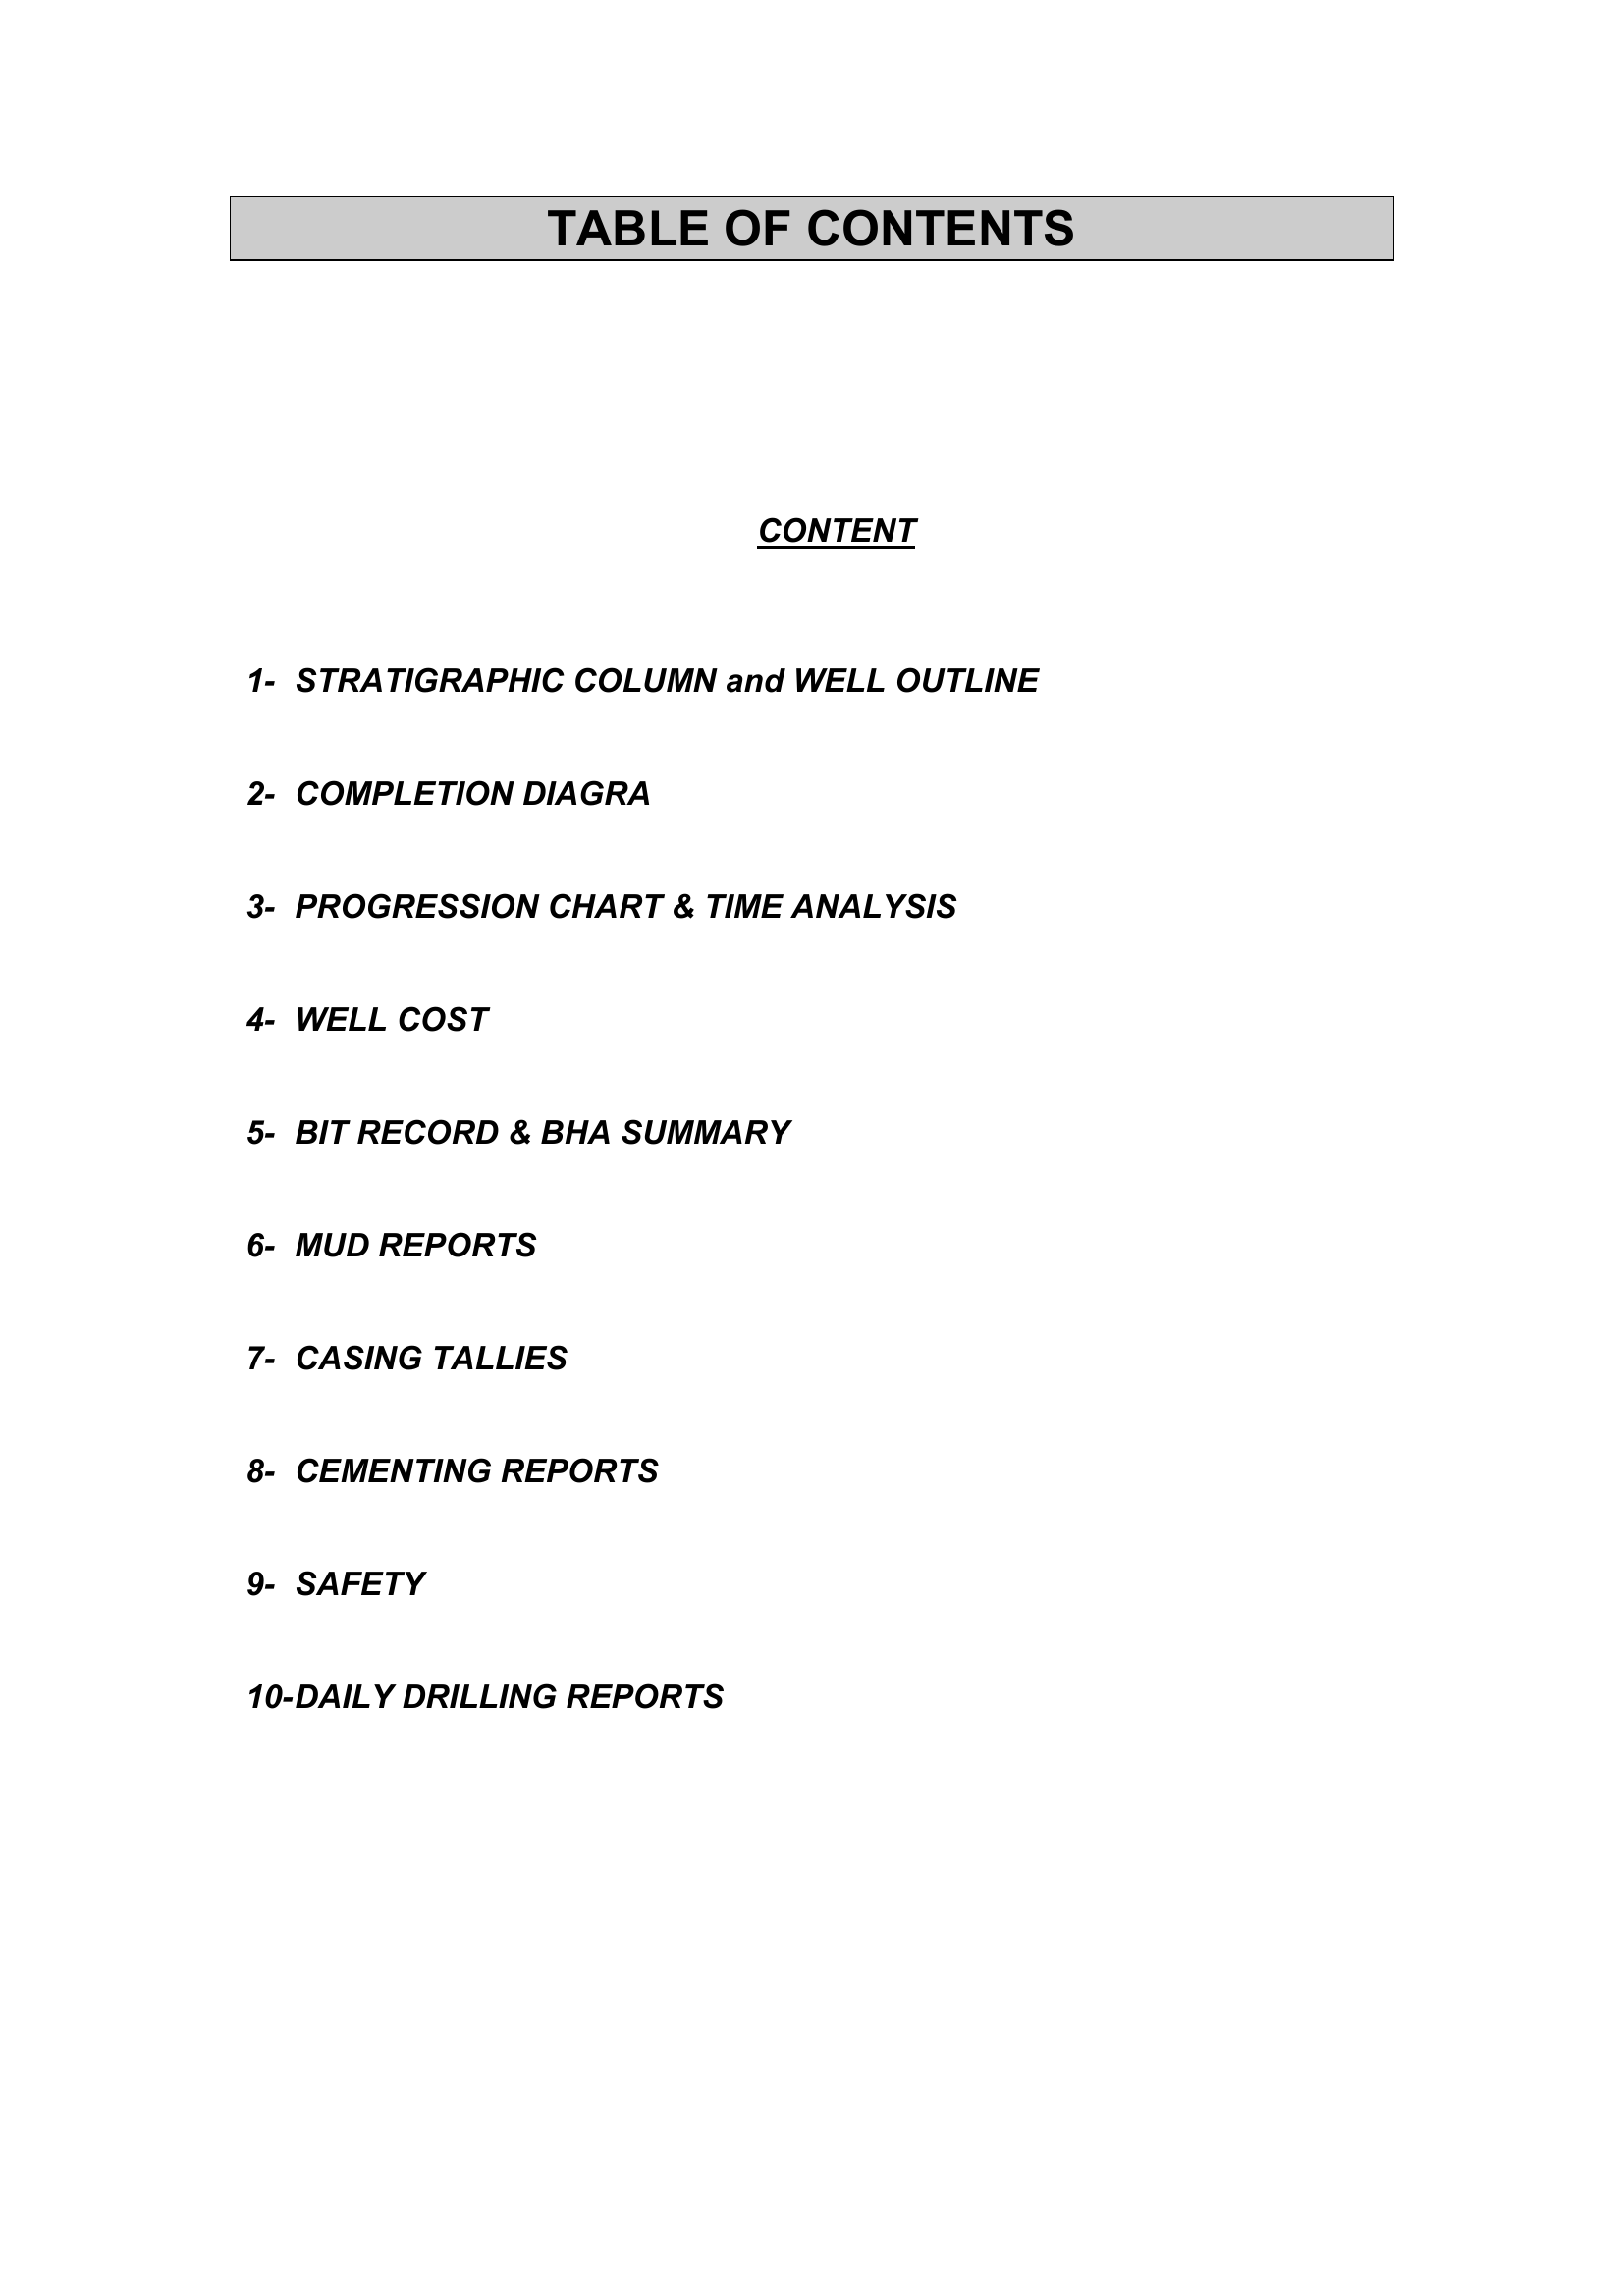 TABLE OF CONTENTS
CONTENT
1- STRATIGRAPHIC COLUMN and WELL OUTLINE
2- COMPLETION DIAGRA
3- PROGRESSION CHART & TIME ANALYSIS
4- WELL COST
5- BIT RECORD & BHA SUMMARY
6- MUD REPORTS
7- CASING TALLIES
8- CEMENTING REPORTS
9- SAFETY
10-DAILY DRILLING REPORTS